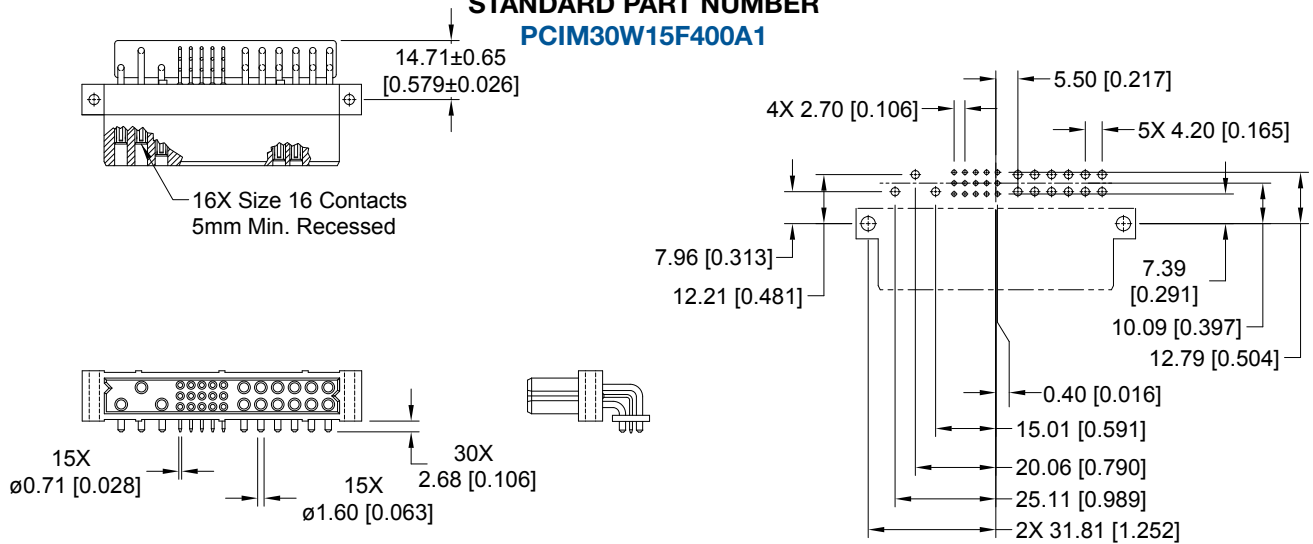 STANDARD PART NUMBER
PCIM30W15F400A1
14.71±0.65
[0.579±0.026]
16X Size 16 Contacts
5mm Min. Recessed
5.50 [0.217]
4X 2.70 [0.106]
5X 4.20 [0.165]
7.96 [0.313]
12.21 [0.481]
7.39
[0.291]
10.09 [0.397]
12.79 [0.504]
0.40 [0.016]
15.01 [0.591]
20.06 [0.790]
25.11 [0.989]
2X 31.81 [1.252]
15X
ø0.71 [0.028]
15X
ø1.60 [0.063]
30X
2.68 [0.106]